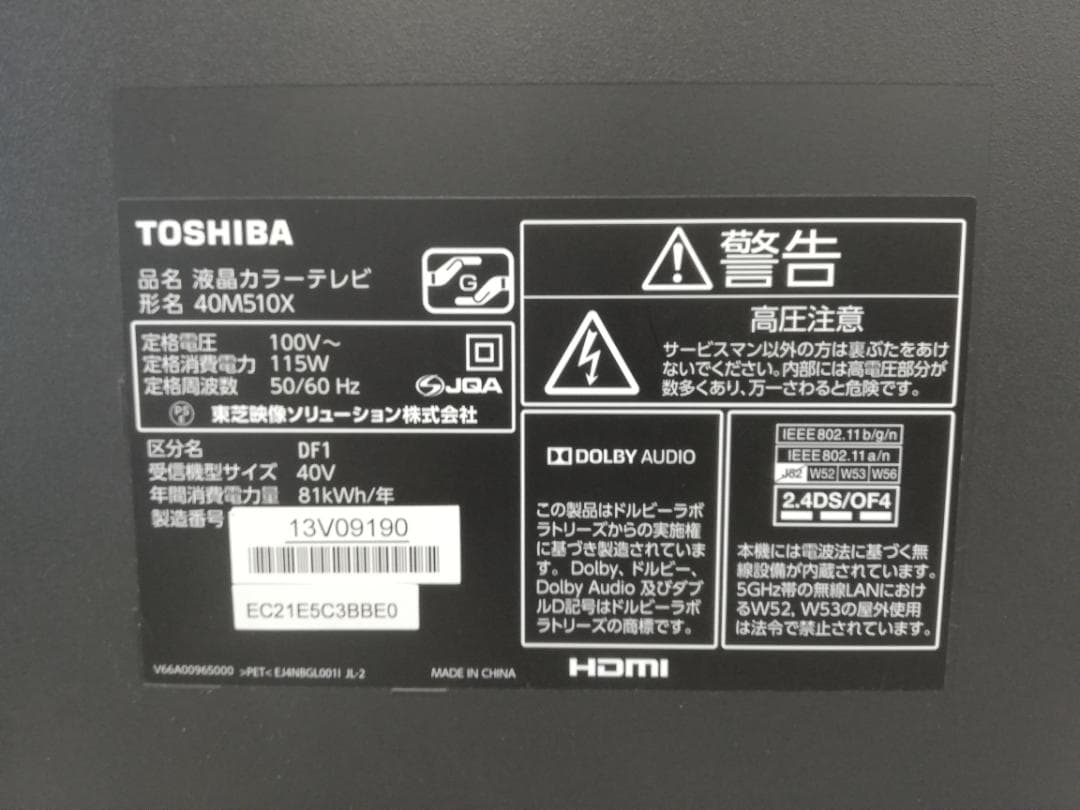 TOSHIBA
品名 液晶カラーテレビ
形名 40M510X
G
定格電圧 100V～
定格消費電力 115W
定格周波数 50/60 Hz
JQA
PS
E
東芝映像ソリューション株式会社
区分名 DF1
受信機型サイズ 40V
年間消費電力量 81kWh/年
製造番号
13V09190
EC21E5C3BBE0
V66A00965000 >PET< EJ4NBGL001I JL-2
MADE IN CHINA
警告
高圧注意
サービスマン以外の方は裏ぶたをあけ
ないでください。内部には高電圧部分が
数多くあり、万一さわると危険です。
DOLBY AUDIO
この製品はドルビーラボ
ラトリーズからの実施権
に基づき製造されていま
す。 Dolby、ドルビー、
Dolby Audio 及びダブ
ルD記号はドルビーラボ
ラトリーズの商標です。
IEEE802.11b/g/n
IEEE802.11a/n
J52 W52 W53 W56
2.4DS/OF4
本機には電波法に基づく無
線設備が内蔵されています。
5GHz帯の無線LANにおけ
るW52, W53の屋外使用
は法令で禁止されています。
HDMI